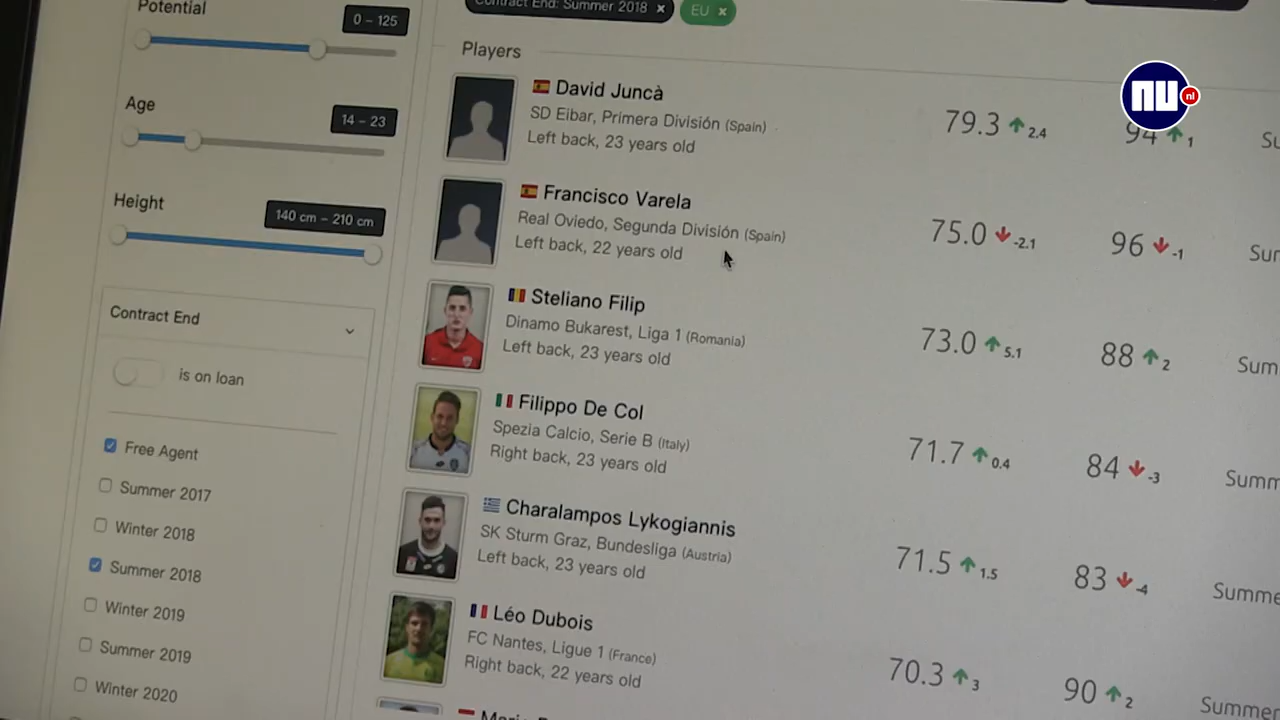 Potential
0 – 125
Age
14 – 23
Height
140 cm – 210 cm
Contract End
is on loan
Free Agent
Summer 2017
Winter 2018
Summer 2018
Winter 2019
Summer 2019
Winter 2020
Contract End: Summer 2018 ×
EU ×
nu
nl
Players
David Juncà
SD Eibar, Primera División (Spain)
Left back, 23 years old
79.3 2.4
94 1
Francisco Varela
Real Oviedo, Segunda División (Spain)
Left back, 22 years old
75.0 -2.1
96 -1
Steliano Filip
Dinamo Bukarest, Liga 1 (Romania)
Left back, 23 years old
73.0 5.1
88 2
Filippo De Col
Spezia Calcio, Serie B (Italy)
Right back, 23 years old
71.7 0.4
84 -3
Charalampos Lykogiannis
SK Sturm Graz, Bundesliga (Austria)
Left back, 23 years old
71.5 1.5
83 -4
Léo Dubois
FC Nantes, Ligue 1 (France)
Right back, 22 years old
70.3 3
90 2